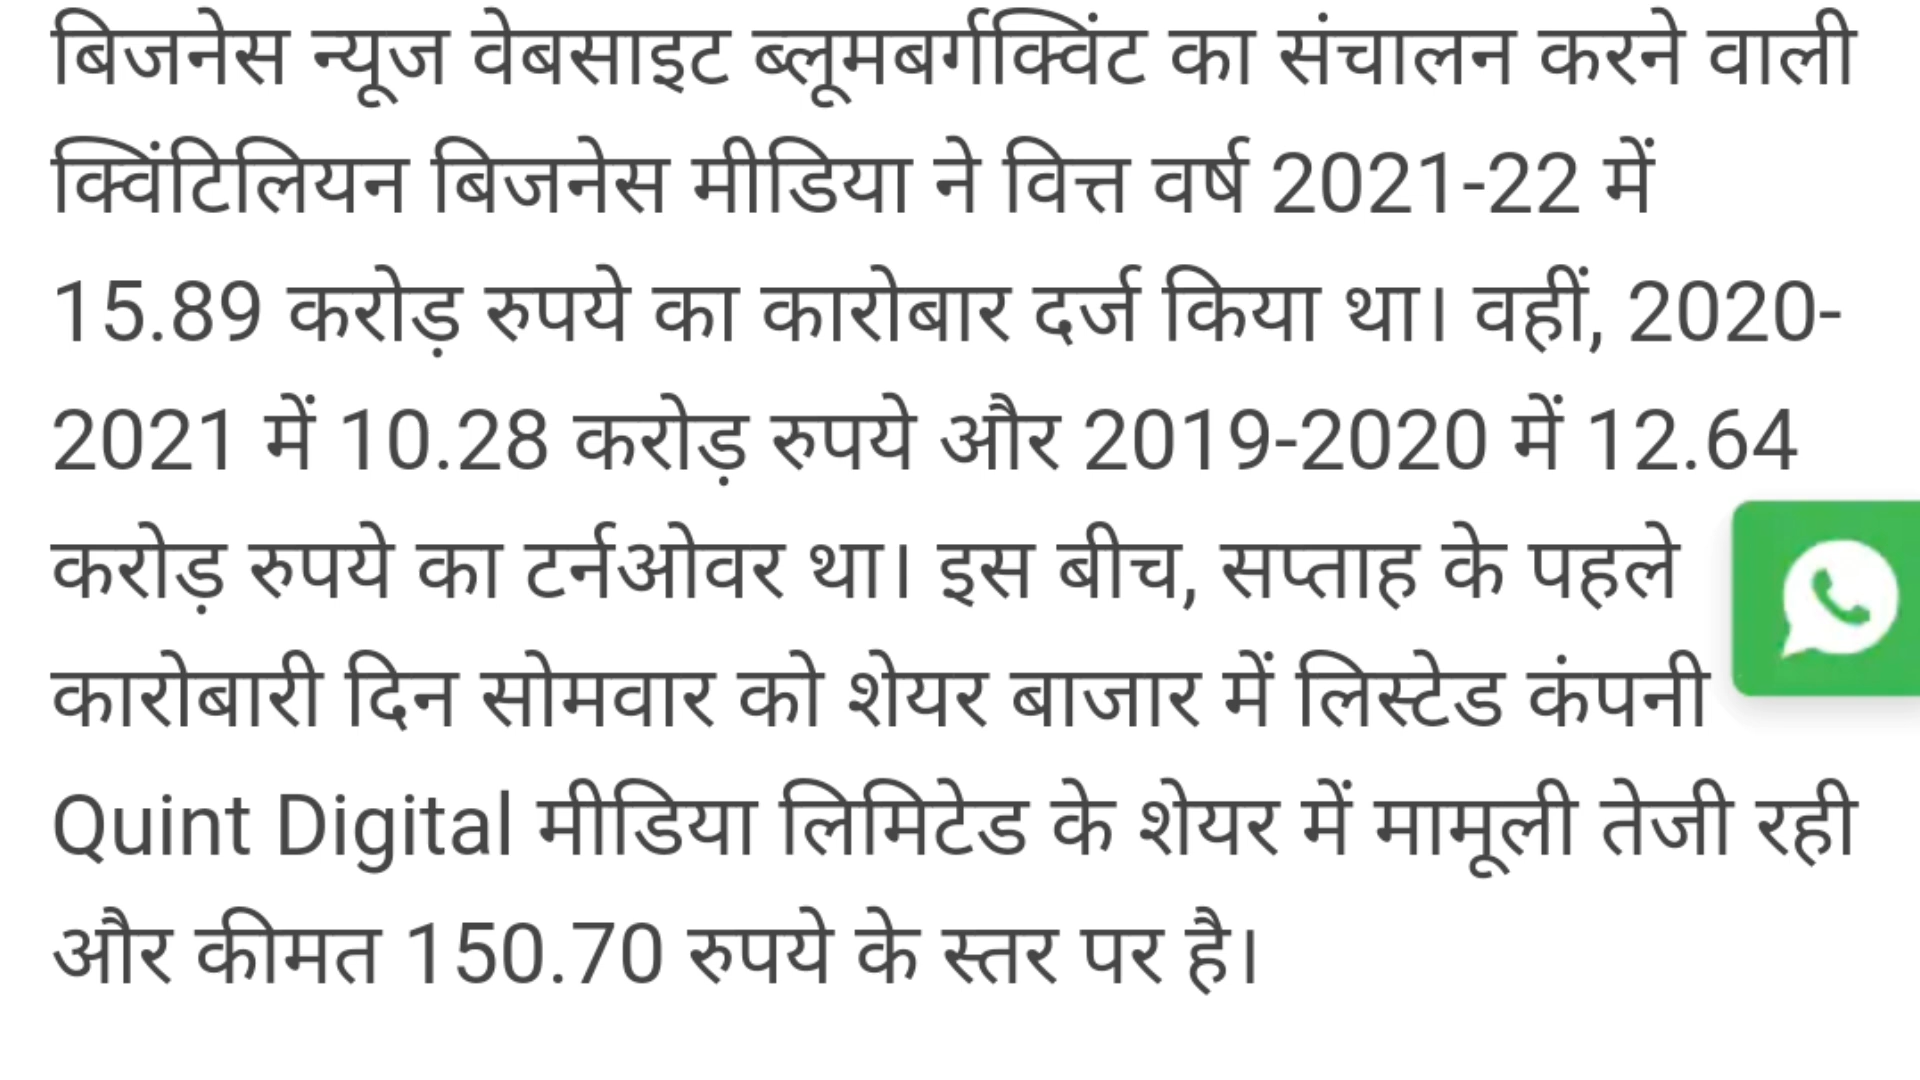 बिजनेस न्यूज वेबसाइट ब्लूमबर्गक्विंट का संचालन करने वाली
क्विंटिलियन बिजनेस मीडिया ने वित्त वर्ष 2021-22 में
15.89 करोड़ रुपये का कारोबार दर्ज किया था। वहीं, 2020-
2021 में 10.28 करोड़ रुपये और 2019-2020 में 12.64
करोड़ रुपये का टर्नओवर था। इस बीच, सप्ताह के पहले
कारोबारी दिन सोमवार को शेयर बाजार में लिस्टेड कंपनी
Quint Digital मीडिया लिमिटेड के शेयर में मामूली तेजी रही
और कीमत 150.70 रुपये के स्तर पर है।